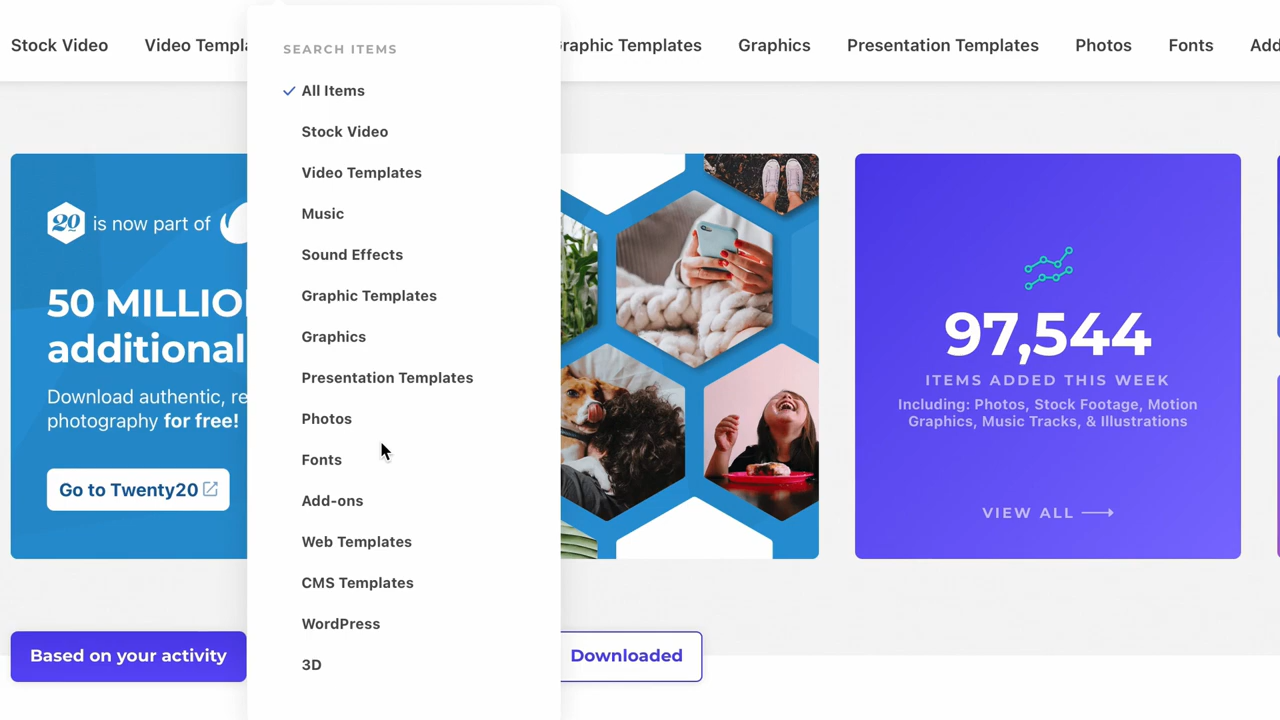 Stock Video
Video Templa
raphic Templates
Graphics
Presentation Templates
Photos
Fonts
Add
SEARCH ITEMS
All Items
Stock Video
Video Templates
Music
Sound Effects
Graphic Templates
Graphics
Presentation Templates
Photos
Fonts
Add-ons
Web Templates
CMS Templates
WordPress
3D
20 is now part of
50 MILLIO
additional
Download authentic, re
photography for free!
Go to Twenty20
97,544
ITEMS ADDED THIS WEEK
Including: Photos, Stock Footage, Motion
Graphics, Music Tracks, & Illustrations
VIEW ALL
Based on your activity
Downloaded